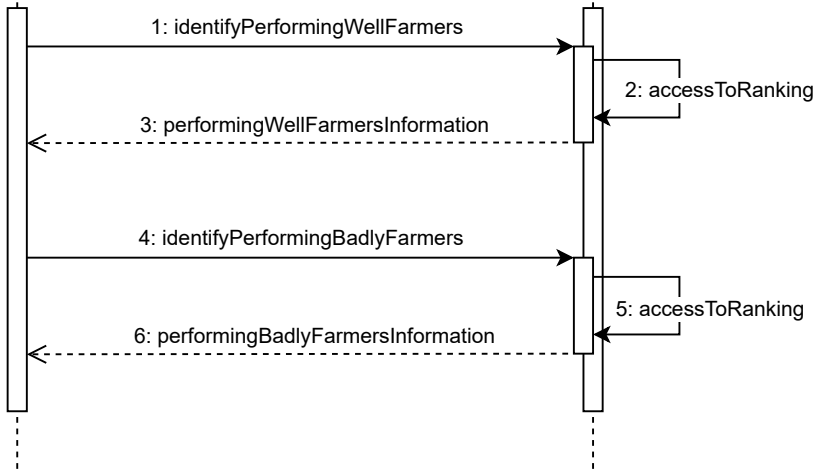 1: identifyPerformingWellFarmers
2: accessToRanking
3: performingWellFarmersInformation
4: identifyPerformingBadlyFarmers
5: accessToRanking
6: performingBadlyFarmersInformation